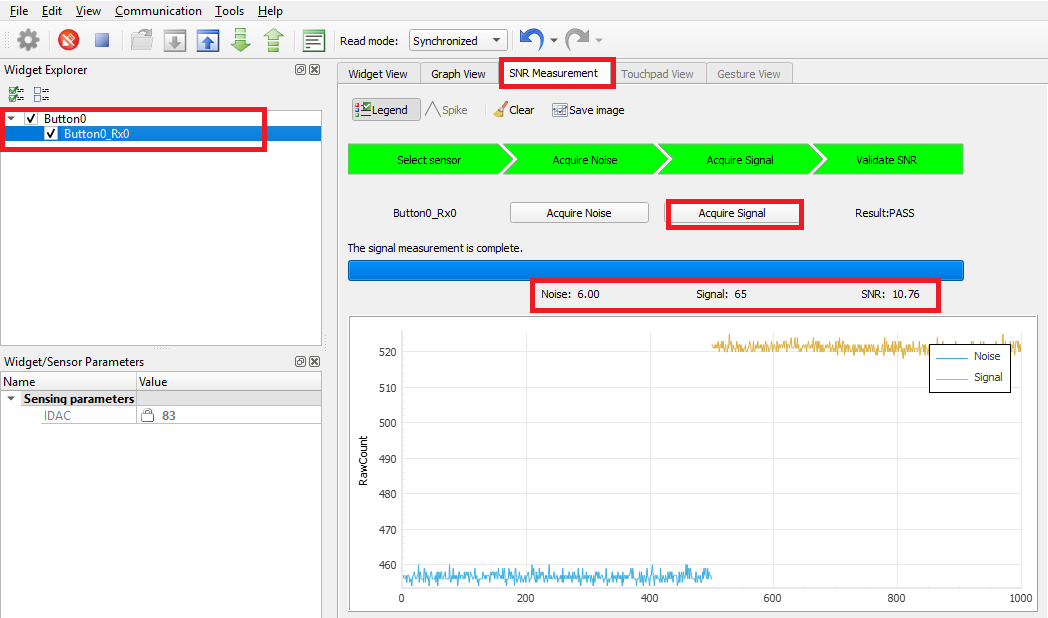 File Edit View Communication Tools Help
Read mode: Synchronized
Widget Explorer
Button0
Button0_Rx0
Widget/Sensor Parameters
Name Value
Sensing parameters
IDAC 83
Widget View Graph View SNR Measurement Touchpad View Gesture View
Legend Spike Clear Save image
Select sensor Acquire Noise Acquire Signal Validate SNR
Button0_Rx0 Acquire Noise Acquire Signal Result:PASS
The signal measurement is complete.
Noise: 6.00 Signal: 65 SNR: 10.76
RawCount
520
510
500
490
480
470
460
0 200 400 600 800 1000
Noise
Signal